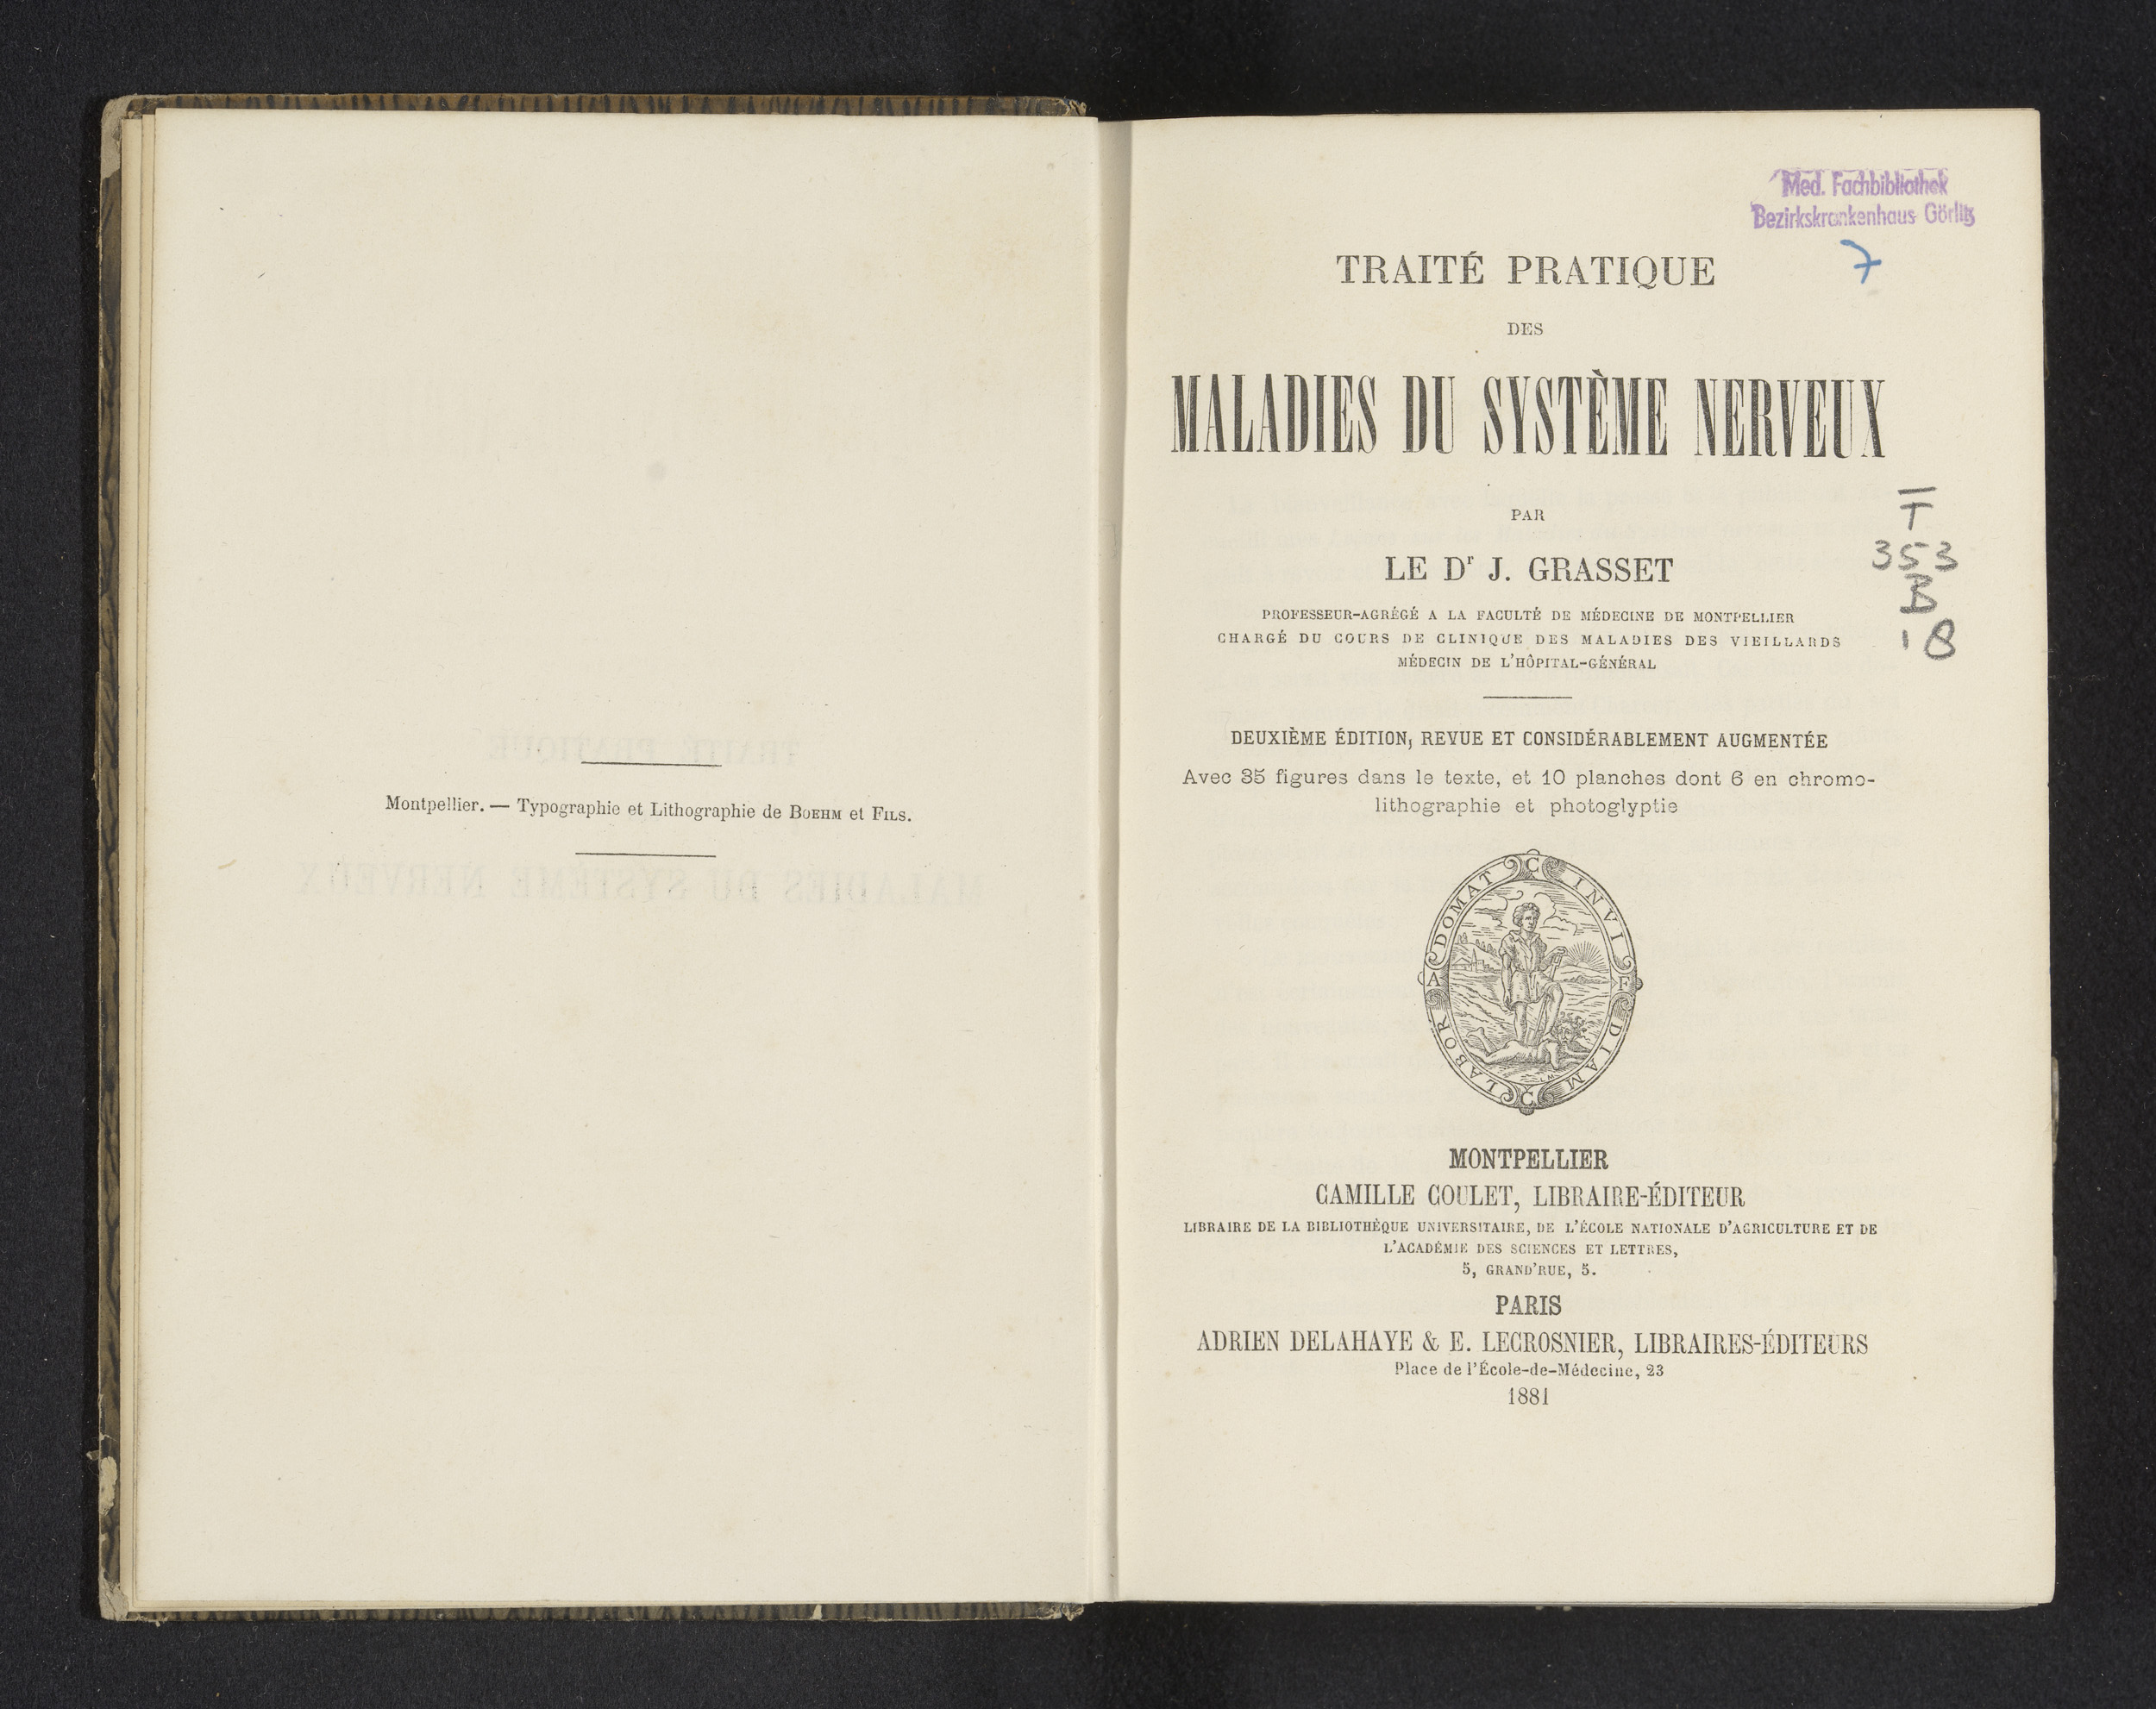 Montpellier. — Typographie et Lithographie de BOEHM et FILS.
Med. Fachbibliothek
Bezirkskrankenhaus Görlitz
7
TRAITÉ PRATIQUE
DES
MALADIES DU SYSTÈME NERVEUX
PAR
LE Dr J. GRASSET
PROFESSEUR-AGRÉGÉ A LA FACULTÉ DE MÉDECINE DE MONTPELLIER
CHARGÉ DU COURS DE CLINIQUE DES MALADIES DES VIEILLARDS
MÉDECIN DE L'HÔPITAL-GÉNÉRAL
T
353
B
18
DEUXIÈME ÉDITION, REVUE ET CONSIDÉRABLEMENT AUGMENTÉE
Avec 35 figures dans le texte, et 10 planches dont 6 en chromo-
lithographie et photoglyptie
LABOR A DOMAT C INVI E DIAM C
MONTPELLIER
CAMILLE COULET, LIBRAIRE-ÉDITEUR
LIBRAIRE DE LA BIBLIOTHÈQUE UNIVERSITAIRE, DE L'ÉCOLE NATIONALE D'AGRICULTURE ET DE
L'ACADÉMIE DES SCIENCES ET LETTRES,
5, GRAND'RUE, 5.
PARIS
ADRIEN DELAHAYE & E. LECROSNIER, LIBRAIRES-ÉDITEURS
Place de l'École-de-Médecine, 23
1881